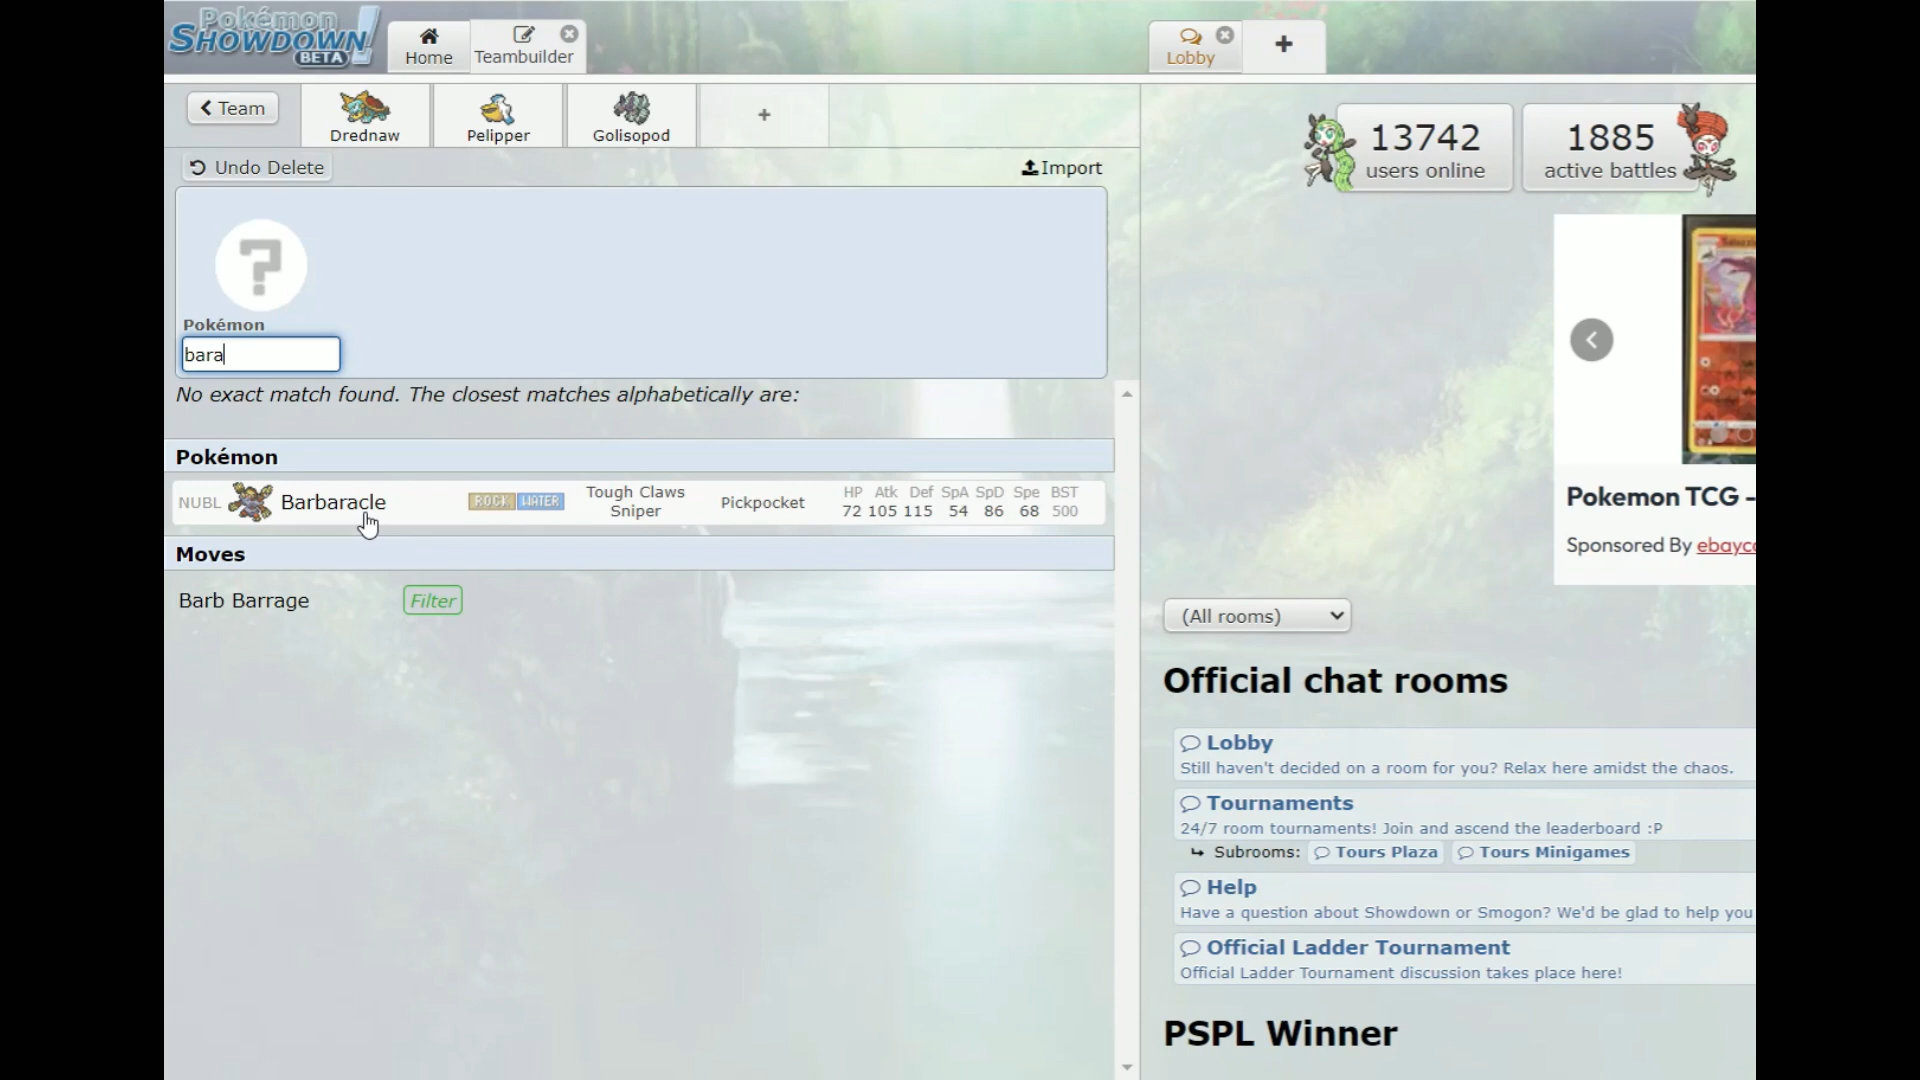 Pokémon
SHOWDOWN!
BETA
Home
Teambuilder
Lobby
+
Team
Drednaw
Pelipper
Golisopod
+
Undo Delete
Import
13742
users online
1885
active battles
?
Pokémon
bara
No exact match found. The closest matches alphabetically are:
Pokémon
NUBL Barbaracle ROCK WATER Tough Claws Sniper Pickpocket HP 72 Atk 105 Def 115 SpA 54 SpD 86 Spe 68 BST 500
Moves
Barb Barrage Filter
Pokemon TCG -
Sponsored By ebayc
(All rooms)
Official chat rooms
Lobby
Still haven't decided on a room for you? Relax here amidst the chaos.
Tournaments
24/7 room tournaments! Join and ascend the leaderboard :P
Subrooms: Tours Plaza Tours Minigames
Help
Have a question about Showdown or Smogon? We'd be glad to help you
Official Ladder Tournament
Official Ladder Tournament discussion takes place here!
PSPL Winner